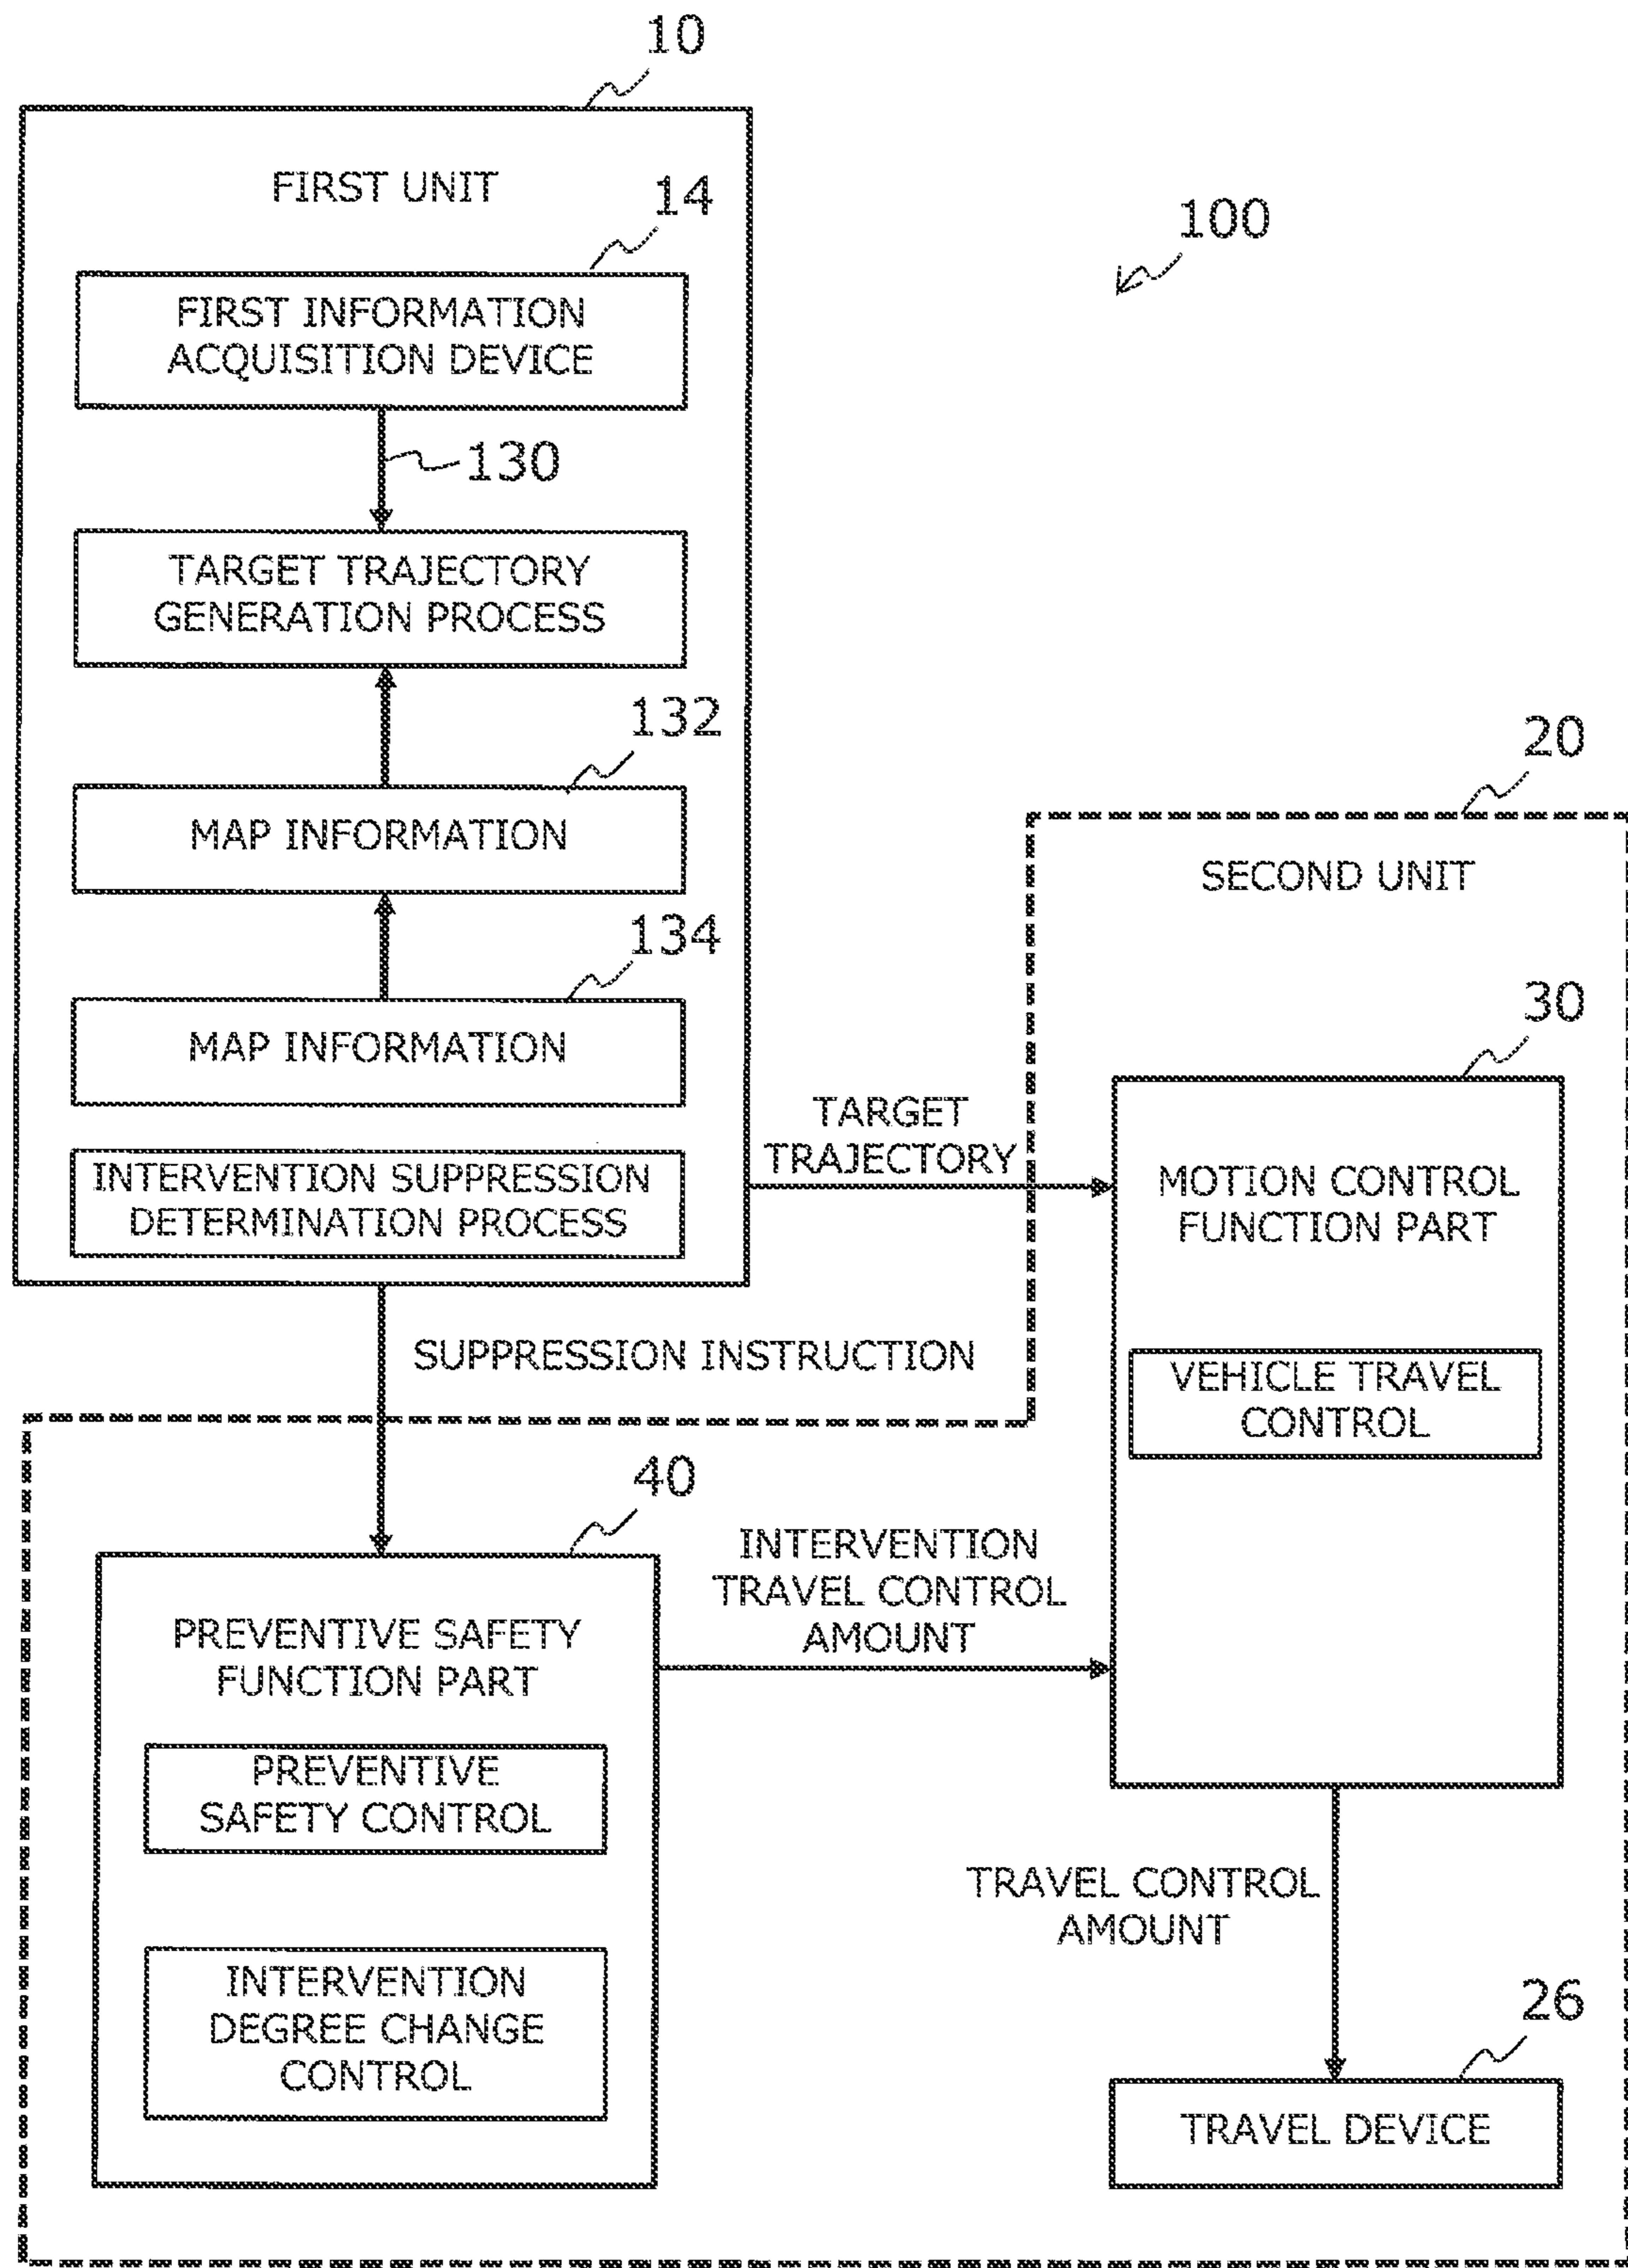 10
FIRST UNIT
14
100
FIRST INFORMATION
ACQUISITION DEVICE
130
TARGET TRAJECTORY
GENERATION PROCESS
132
MAP INFORMATION
20
SECOND UNIT
134
MAP INFORMATION
30
TARGET
TRAJECTORY
INTERVENTION SUPPRESSION
DETERMINATION PROCESS
MOTION CONTROL
FUNCTION PART
SUPPRESSION INSTRUCTION
VEHICLE TRAVEL
CONTROL
40
INTERVENTION
TRAVEL CONTROL
AMOUNT
PREVENTIVE SAFETY
FUNCTION PART
PREVENTIVE
SAFETY CONTROL
TRAVEL CONTROL
AMOUNT
INTERVENTION
DEGREE CHANGE
CONTROL
26
TRAVEL DEVICE